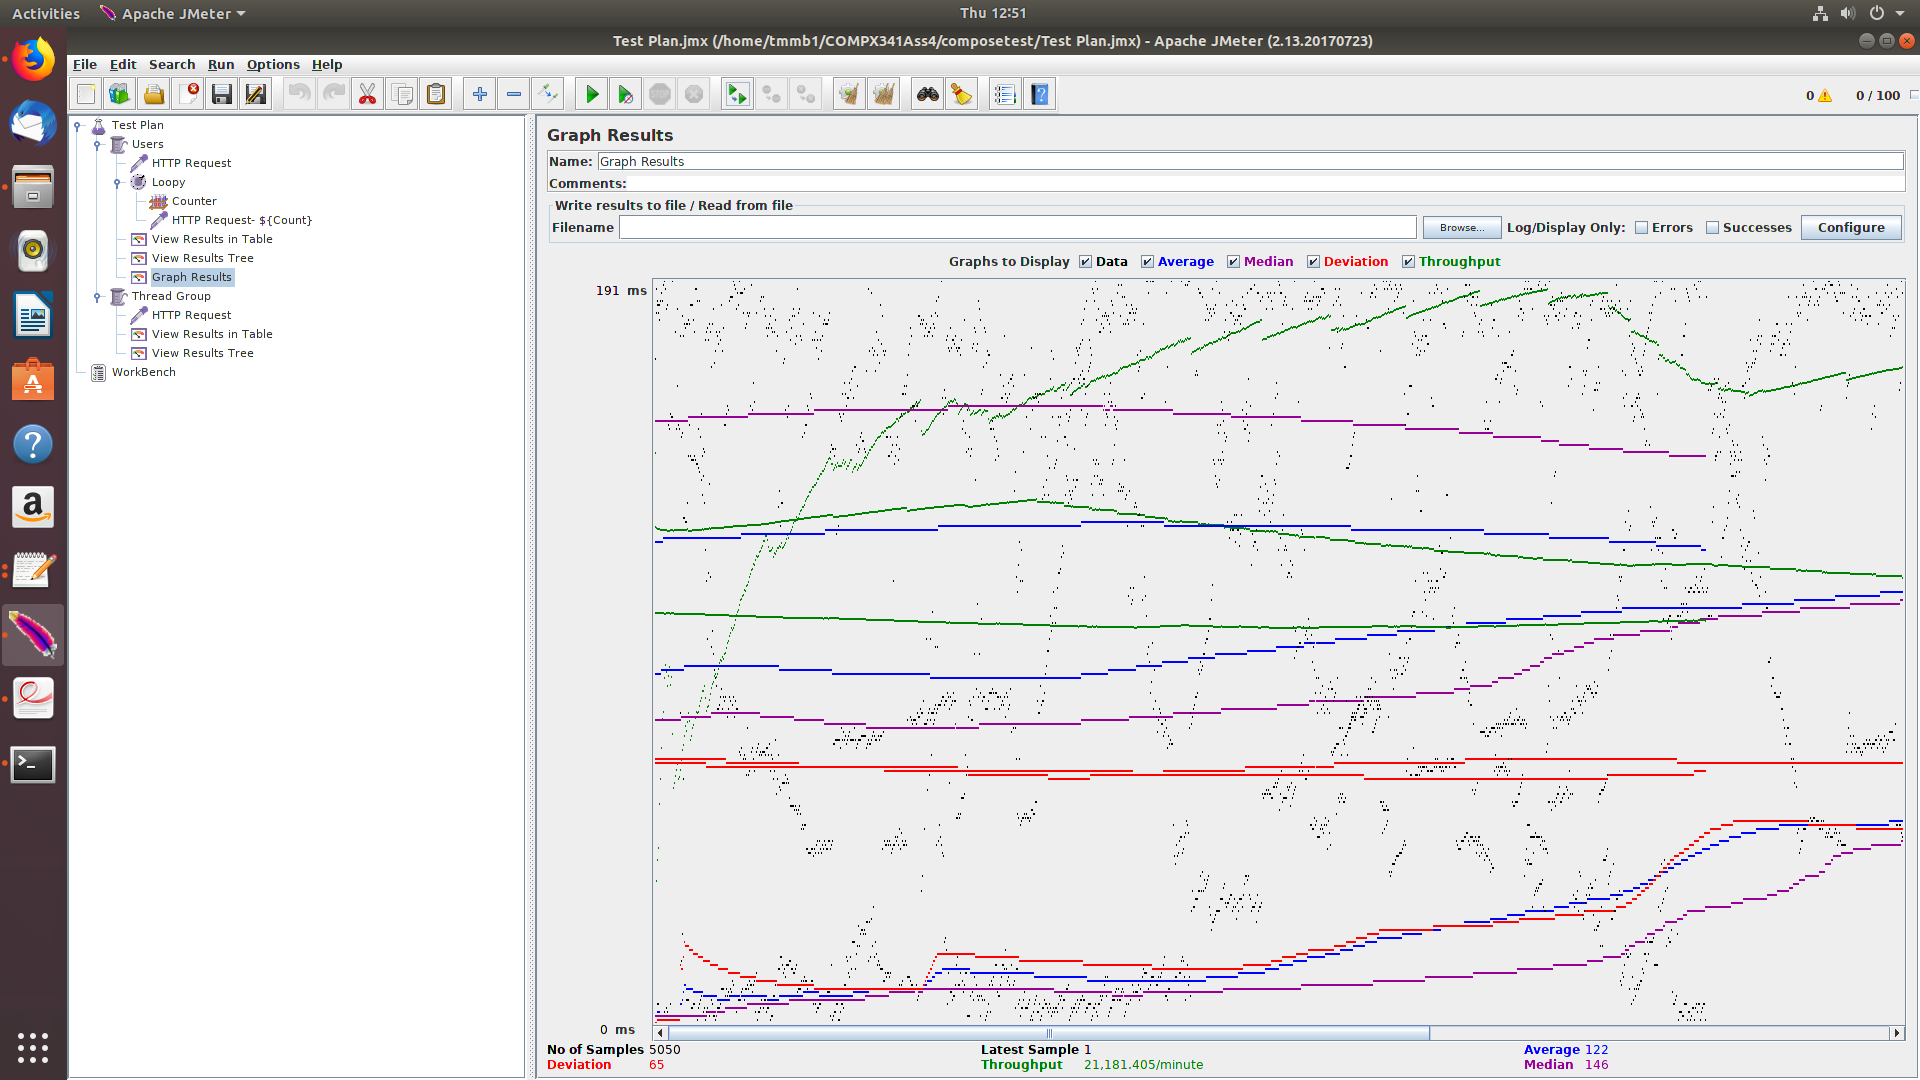 Activities Apache JMeter Thu 12:51
Test Plan.jmx (/home/tmmb1/COMPX341Ass4/composetest/Test Plan.jmx) - Apache JMeter (2.13.20170723)
File Edit Search Run Options Help
STOP
0 0 / 100
Test Plan
Users
HTTP Request
Loopy
Counter
HTTP Request- ${Count}
View Results in Table
View Results Tree
Graph Results
Thread Group
HTTP Request
View Results in Table
View Results Tree
WorkBench
Graph Results
Name: Graph Results
Comments:
Write results to file / Read from file
Filename Browse... Log/Display Only: Errors Successes Configure
Graphs to Display Data Average Median Deviation Throughput
191 ms
0 ms
No of Samples 5050 Latest Sample 1 Average 122
Deviation 65 Throughput 21,181.405/minute Median 146